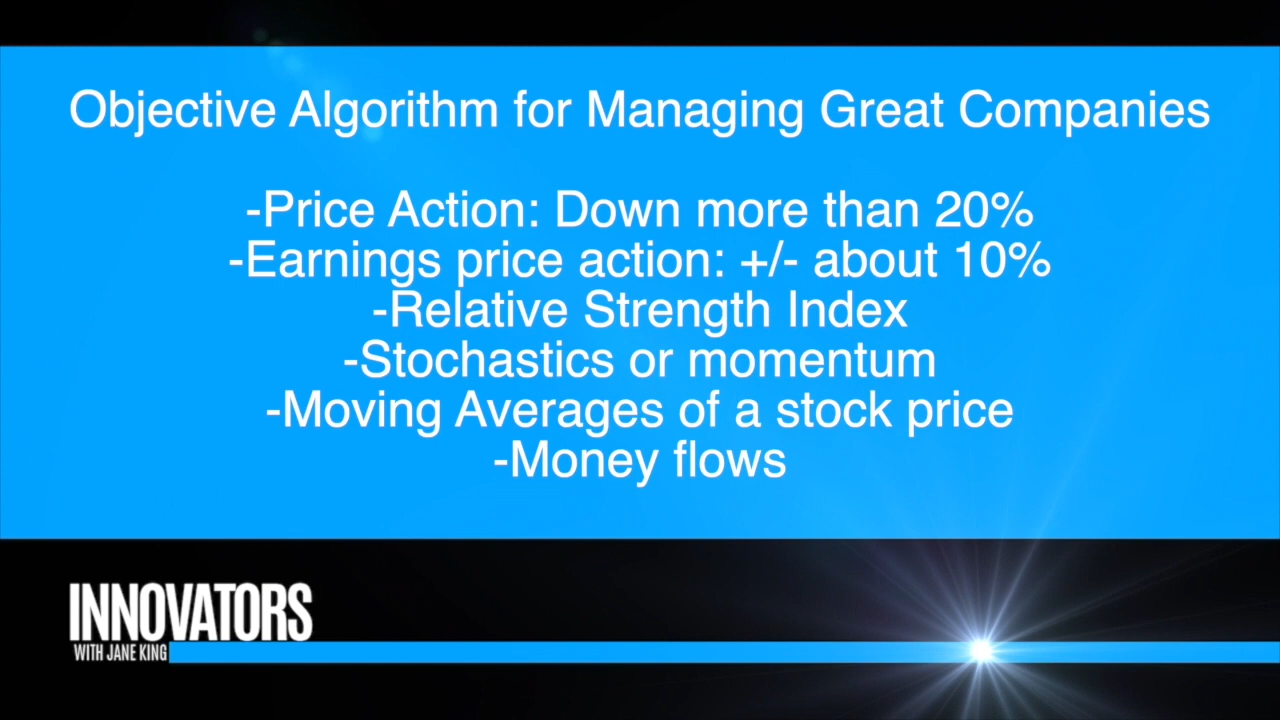 Objective Algorithm for Managing Great Companies
-Price Action: Down more than 20%
-Earnings price action: +/- about 10%
-Relative Strength Index
-Stochastics or momentum
-Moving Averages of a stock price
-Money flows
INNOVATORS
WITH JANE KING